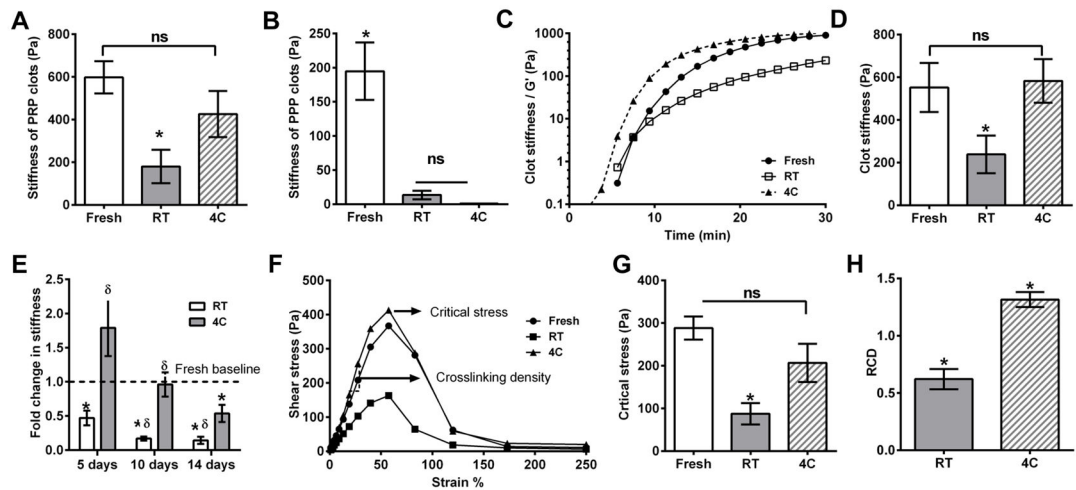 A
Stiffness of PRP clots
(Pa)
800
600
400
200
0
ns
*
Fresh RT 4C
B
Stiffness of PPP clots (Pa)
250
200
150
100
50
0
*
ns
Fresh RT 4C
C
Clot stiffness / G' (Pa)
1000
100
10
1
0.1
Fresh
RT
4C
0 10 20 30
Time (min)
D
Clot stiffness (Pa)
800
600
400
200
0
ns
*
Fresh RT 4C
E
Fold change in stiffness
2.5
2.0
1.5
1.0
0.5
0.0
RT
4C
δ
δ
Fresh baseline
*
* δ
* δ
*
5 days 10 days 14 days
F
Shear stress (Pa)
500
400
300
200
100
0
Critical stress
Crosslinking density
Fresh
RT
4C
0 50 100 150 200 250
Strain %
G
Crtical stress (Pa)
400
300
200
100
0
ns
*
Fresh RT 4C
H
RCD
1.5
1.0
0.5
0.0
*
*
RT 4C